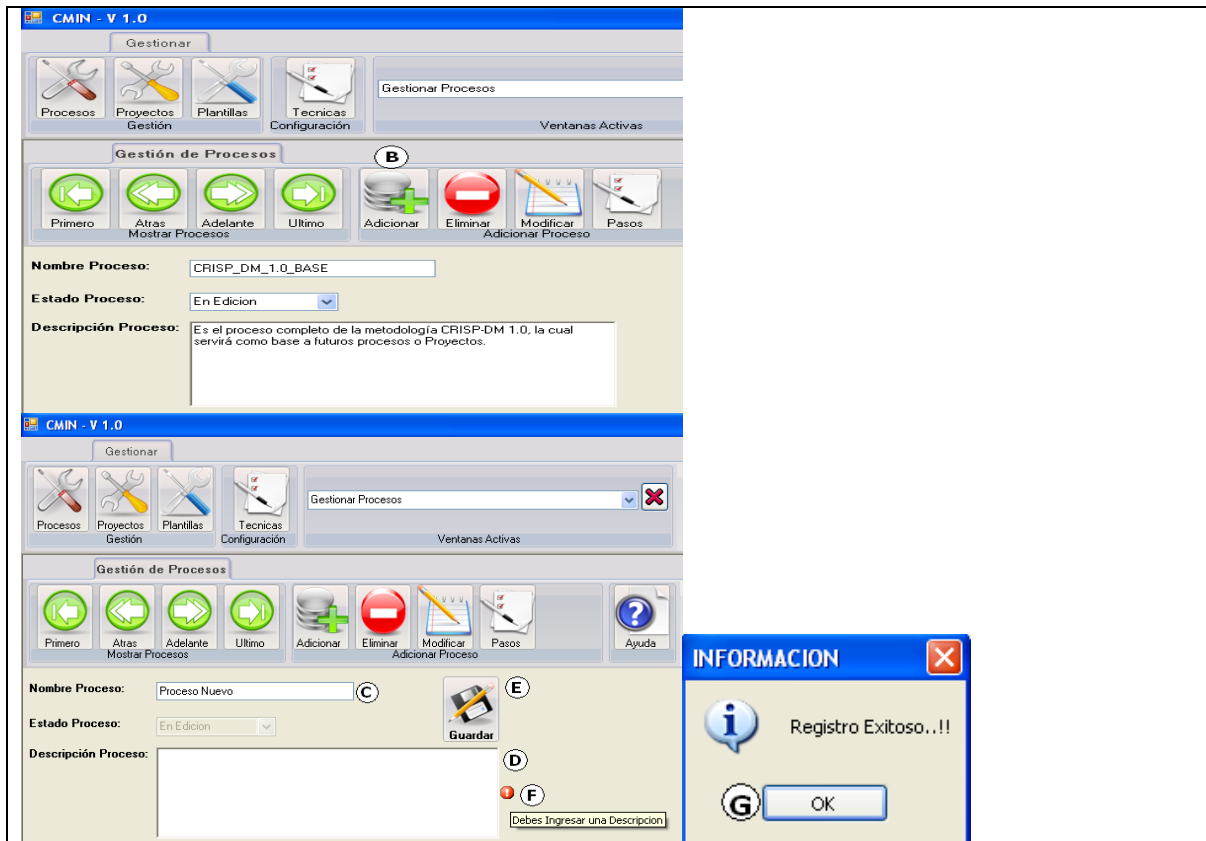 CMIN - V 1.0
Gestionar
Procesos Proyectos Plantillas Tecnicas
Gestión Configuración
Gestionar Procesos
Ventanas Activas
Gestión de Procesos
B
Primero Atras Adelante Ultimo Adicionar Eliminar Modificar Pasos
Mostrar Procesos Adicionar Proceso
Nombre Proceso: CRISP_DM_1.0_BASE
Estado Proceso: En Edicion
Descripción Proceso: Es el proceso completo de la metodología CRISP-DM 1.0, la cual
servirá como base a futuros procesos o Proyectos.
CMIN - V 1.0
Gestionar
Procesos Proyectos Plantillas Tecnicas
Gestión Configuración
Gestionar Procesos
Ventanas Activas
Gestión de Procesos
Primero Atras Adelante Ultimo Adicionar Eliminar Modificar Pasos Ayuda
Mostrar Procesos Adicionar Proceso
Nombre Proceso: Proceso Nuevo C
E
Guardar
Estado Proceso: En Edicion
Descripción Proceso:
D
F
Debes Ingresar una Descripcion
INFORMACION
Registro Exitoso..!!
G OK